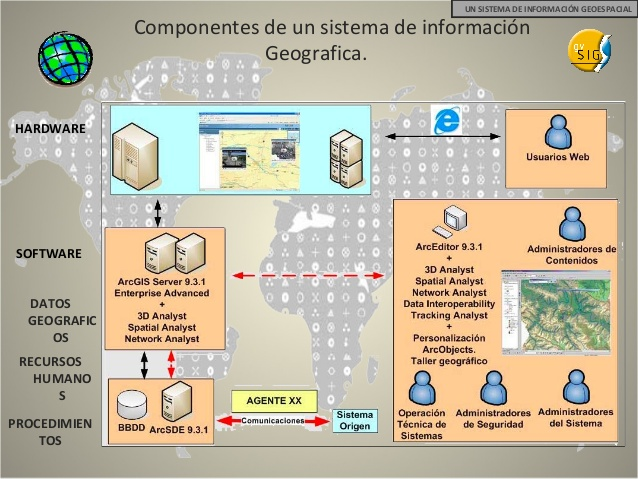 UN SISTEMA DE INFORMACIÓN GEOESPACIAL
Componentes de un sistema de información
Geografica.
gv
SIG
HARDWARE
Usuarios Web
SOFTWARE
DATOS
GEOGRAFIC
OS
RECURSOS
HUMANO
S
PROCEDIMIEN
TOS
ArcGIS Server 9.3.1
Enterprise Advanced
+
3D Analyst
Spatial Analyst
Network Analyst
BBDD
ArcSDE 9.3.1
AGENTE XX
Comunicaciones
Sistema
Origen
ArcEditor 9.3.1
+
3D Analyst
Spatial Analyst
Network Analyst
Data Interoperability
Tracking Analyst
+
Personalización
ArcObjects.
Taller geográfico
Administradores de
Contenidos
Operación
Técnica de
Sistemas
Administradores
de Seguridad
Administradores
del Sistema